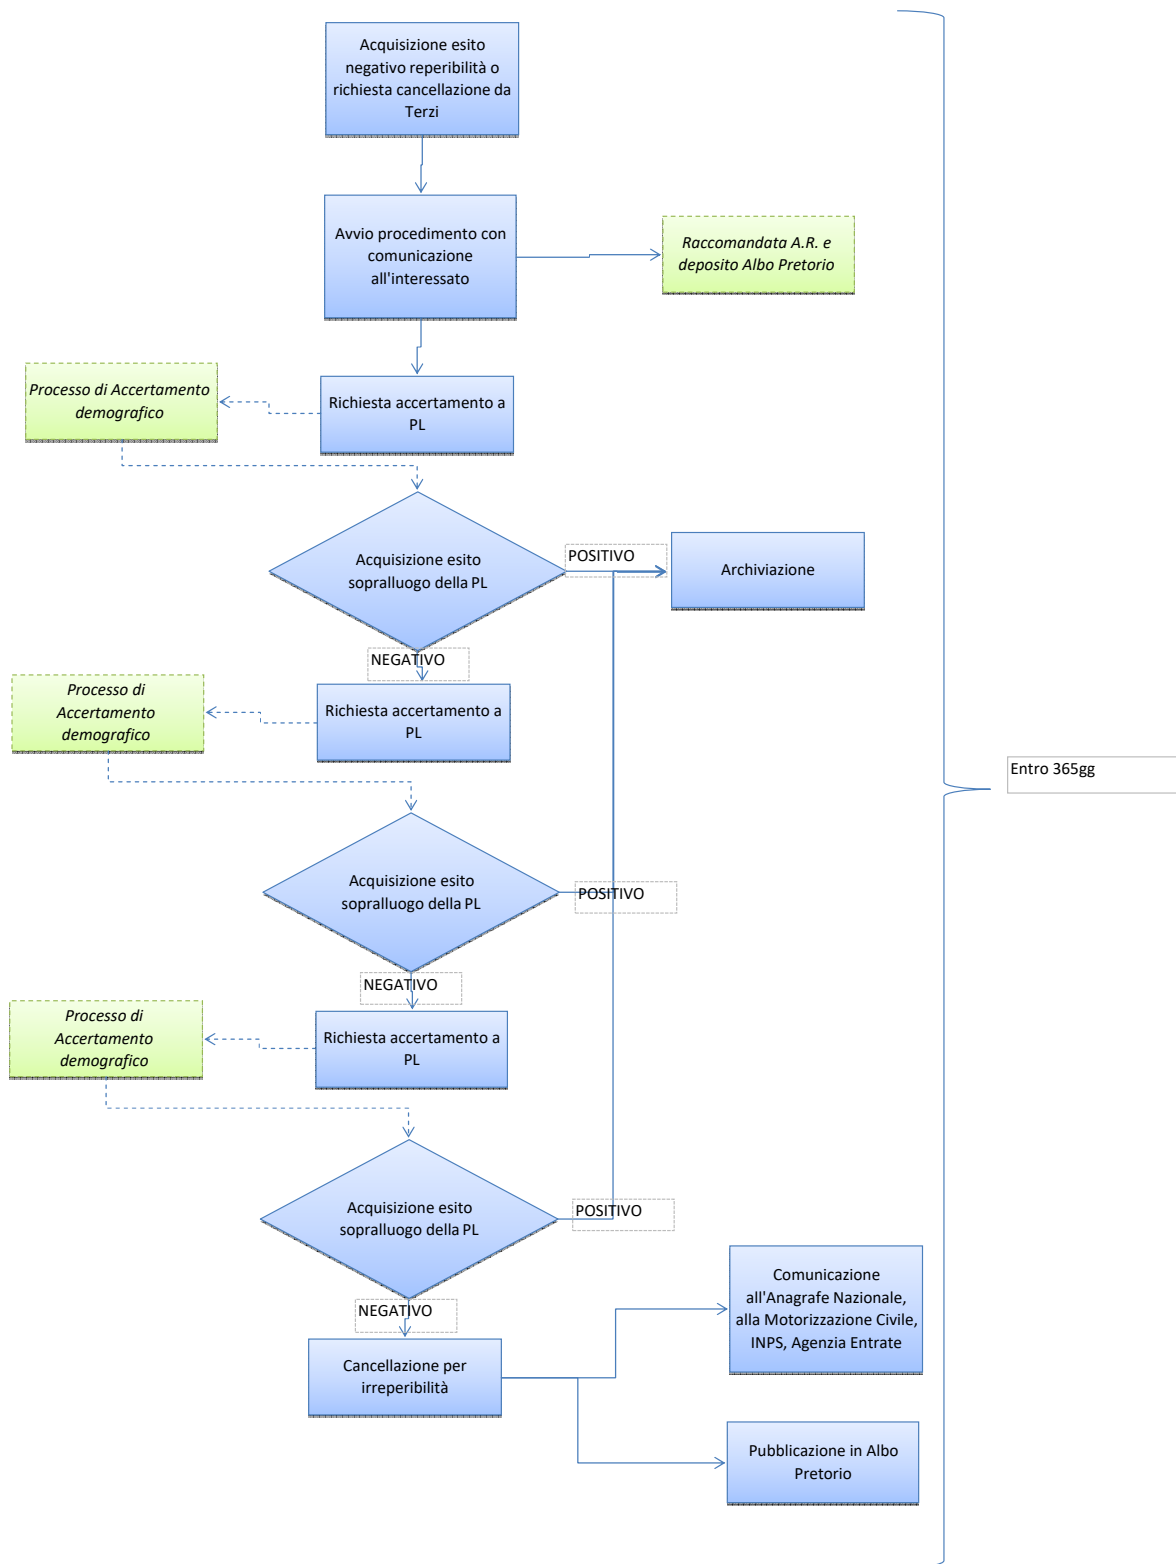 Acquisizione esito
negativo reperibilità o
richiesta cancellazione da
Terzi
Avvio procedimento con
comunicazione
all'interessato
Raccomandata A.R. e
deposito Albo Pretorio
Processo di Accertamento
demografico
Richiesta accertamento a
PL
Acquisizione esito
sopralluogo della PL
POSITIVO
Archiviazione
NEGATIVO
Processo di
Accertamento
demografico
Richiesta accertamento a
PL
Entro 365gg
Acquisizione esito
sopralluogo della PL
POSITIVO
NEGATIVO
Processo di
Accertamento
demografico
Richiesta accertamento a
PL
Acquisizione esito
sopralluogo della PL
POSITIVO
NEGATIVO
Comunicazione
all'Anagrafe Nazionale,
alla Motorizzazione Civile,
INPS, Agenzia Entrate
Cancellazione per
irreperibilità
Pubblicazione in Albo
Pretorio